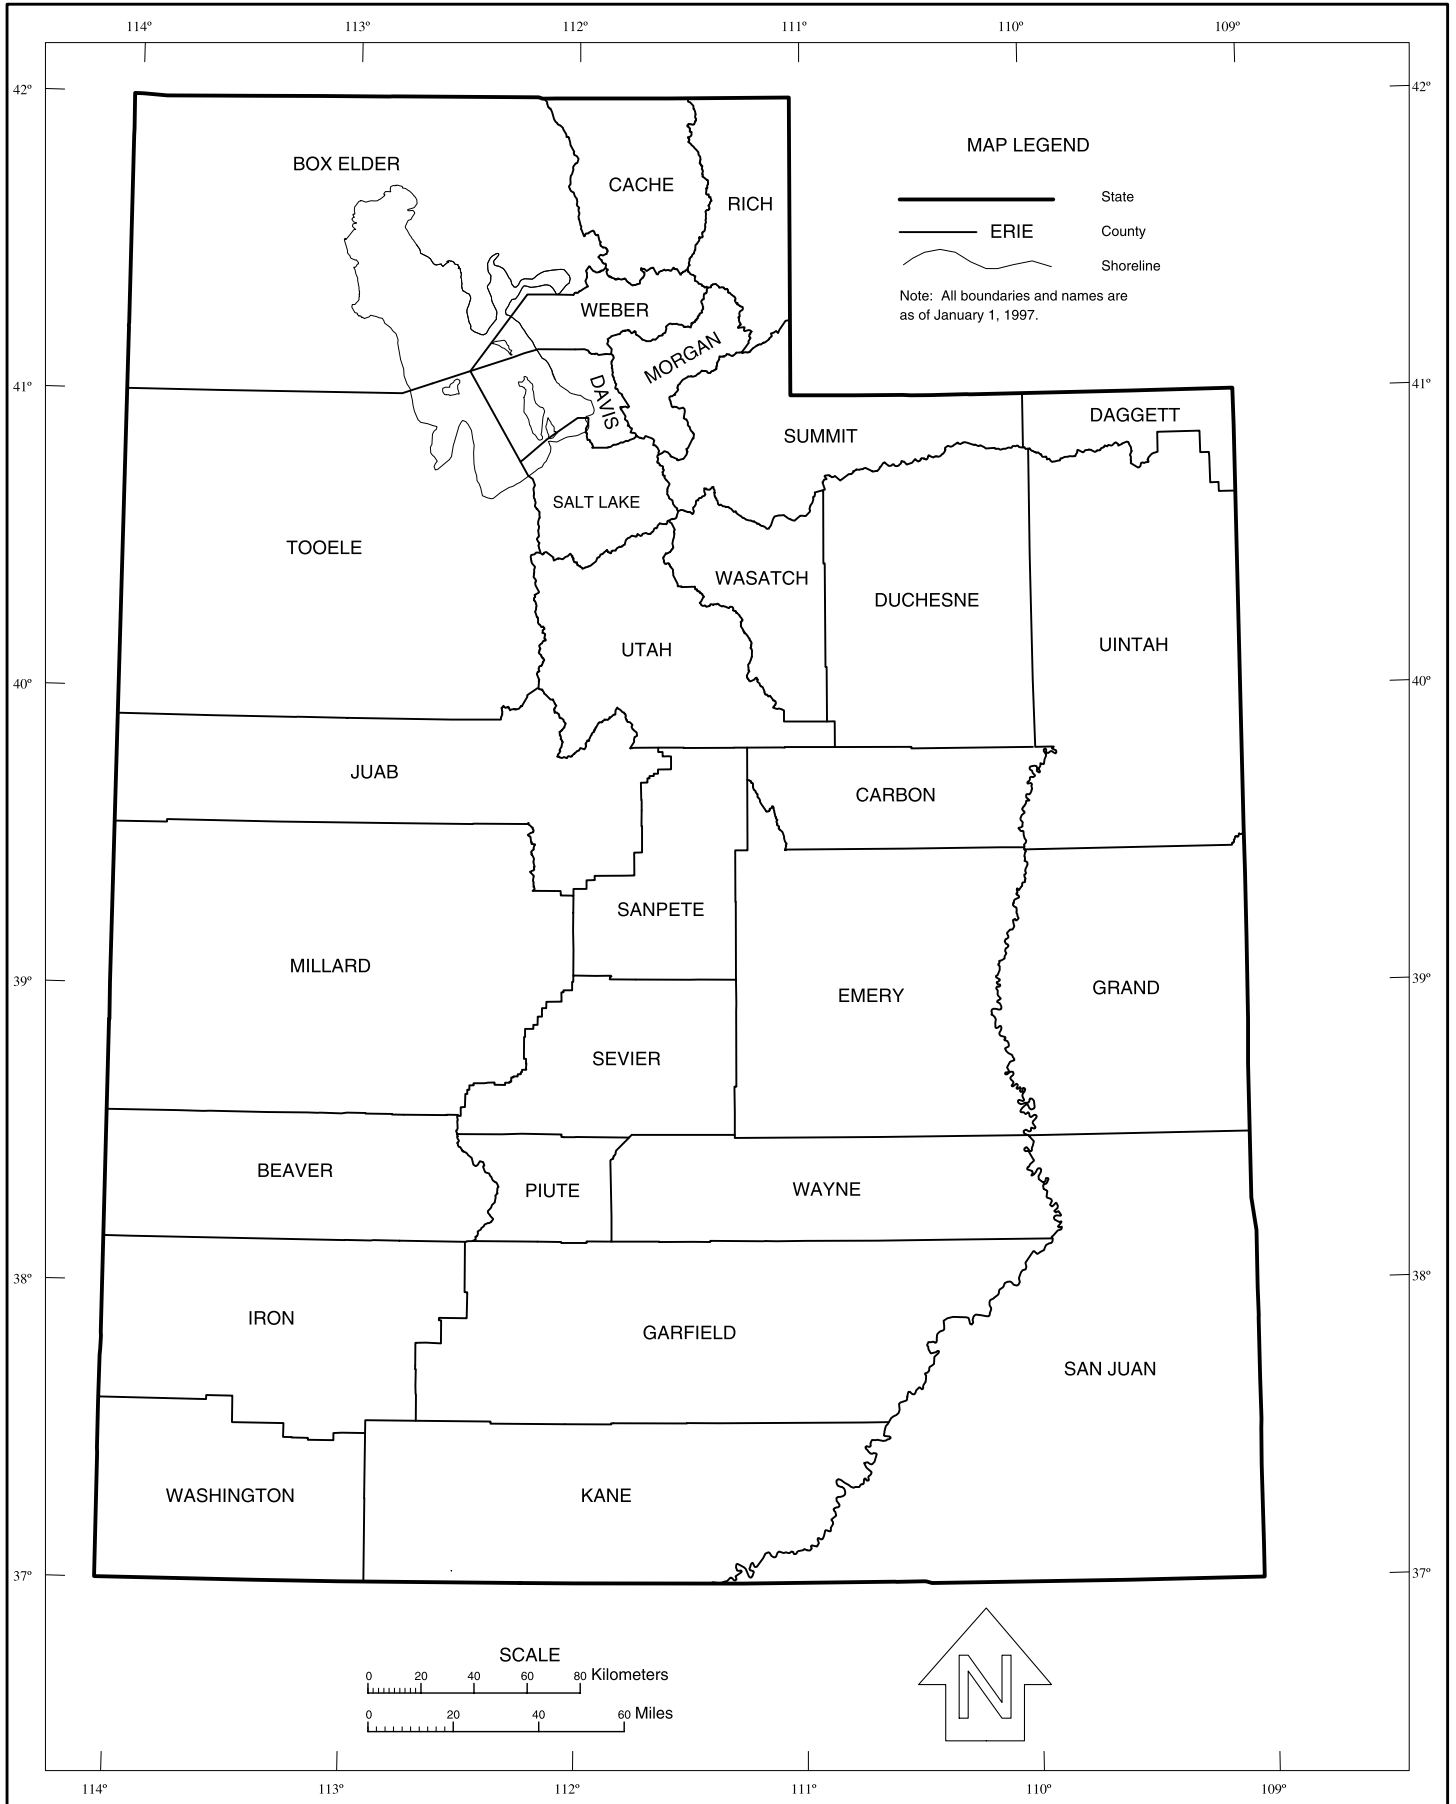 114º 113º 112º 111º 110º 109º
42º 42º
MAP LEGEND
BOX ELDER
CACHE
State
RICH
ERIE County
Shoreline
Note: All boundaries and names are
as of January 1, 1997.
WEBER
MORGAN
41º 41º
DAVIS
DAGGETT
SUMMIT
SALT LAKE
TOOELE
WASATCH
DUCHESNE
UTAH
UINTAH
40º 40º
JUAB
CARBON
SANPETE
MILLARD
39º 39º
GRAND
EMERY
SEVIER
BEAVER
PIUTE
WAYNE
38º 38º
IRON
GARFIELD
SAN JUAN
WASHINGTON
KANE
37º 37º
SCALE
0 20 40 60 80 Kilometers
0 20 40 60 Miles
N
114º 113º 112º 111º 110º 109º